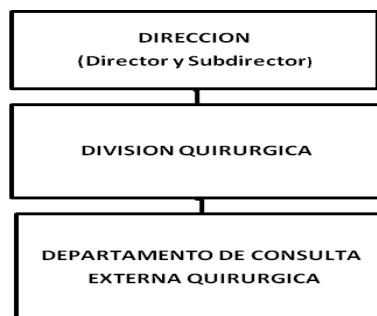 DIRECCION
(Director y Subdirector)
DIVISION QUIRURGICA
DEPARTAMENTO DE CONSULTA
EXTERNA QUIRURGICA